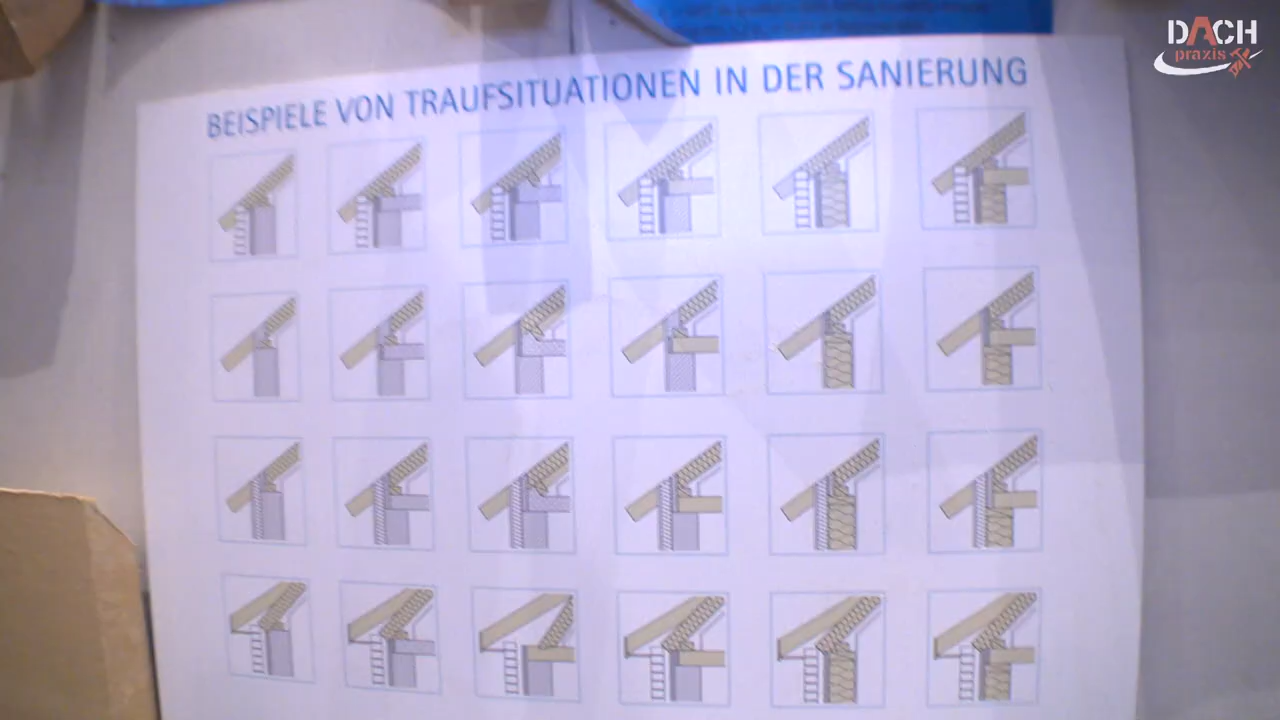 DACH
praxis
BEISPIELE VON TRAUFSITUATIONEN IN DER SANIERUNG